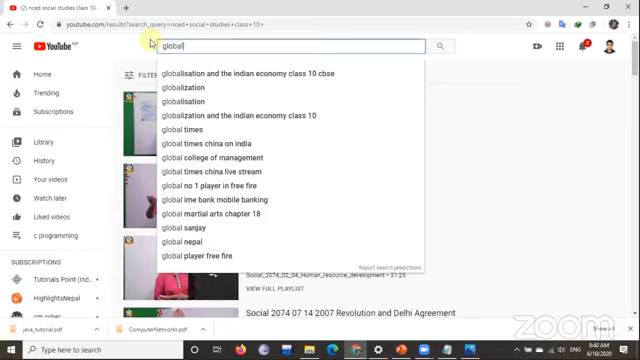 nced social studies class 10 -
youtube.com/results?search_query=nced+social+studies+class+10+
YouTube NP
global
Home
Trending
Subscriptions
Library
History
Your videos
Watch later
Liked videos
c programming
SUBSCRIPTIONS
Tutorials Point (Ind
HighlightsNepal
FILTER
globalisation and the indian economy class 10 cbse
globalization
globalisation
globalization and the indian economy class 10
global times
global times china on india
global college of management
global times china live stream
global no 1 player in free fire
global ime bank mobile banking
global martial arts chapter 18
global sanjay
global nepal
global player free fire
Report search predictions
Social_2074_02_04_Human_resource_development • 31:25
VIEW FULL PLAYLIST
Social 2074 07 14 2007 Revolution and Delhi Agreement
java_tutorial.pdf
ComputerNetworks.pdf
Show all
zoom
Type here to search
8:40 AM
6/10/2020